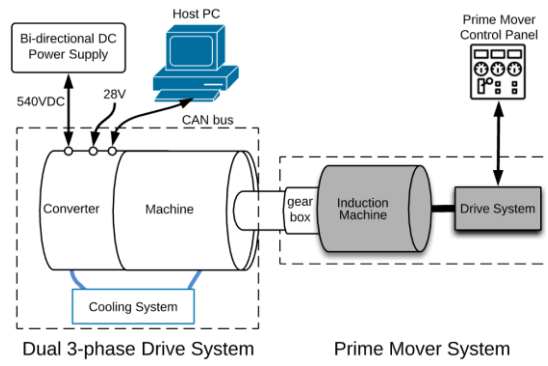 Host PC
Bi-directional DC
Power Supply
Prime Mover
Control Panel
540VDC
28V
CAN bus
Converter
Machine
gear
box
Induction
Machine
Drive System
Cooling System
Dual 3-phase Drive System
Prime Mover System